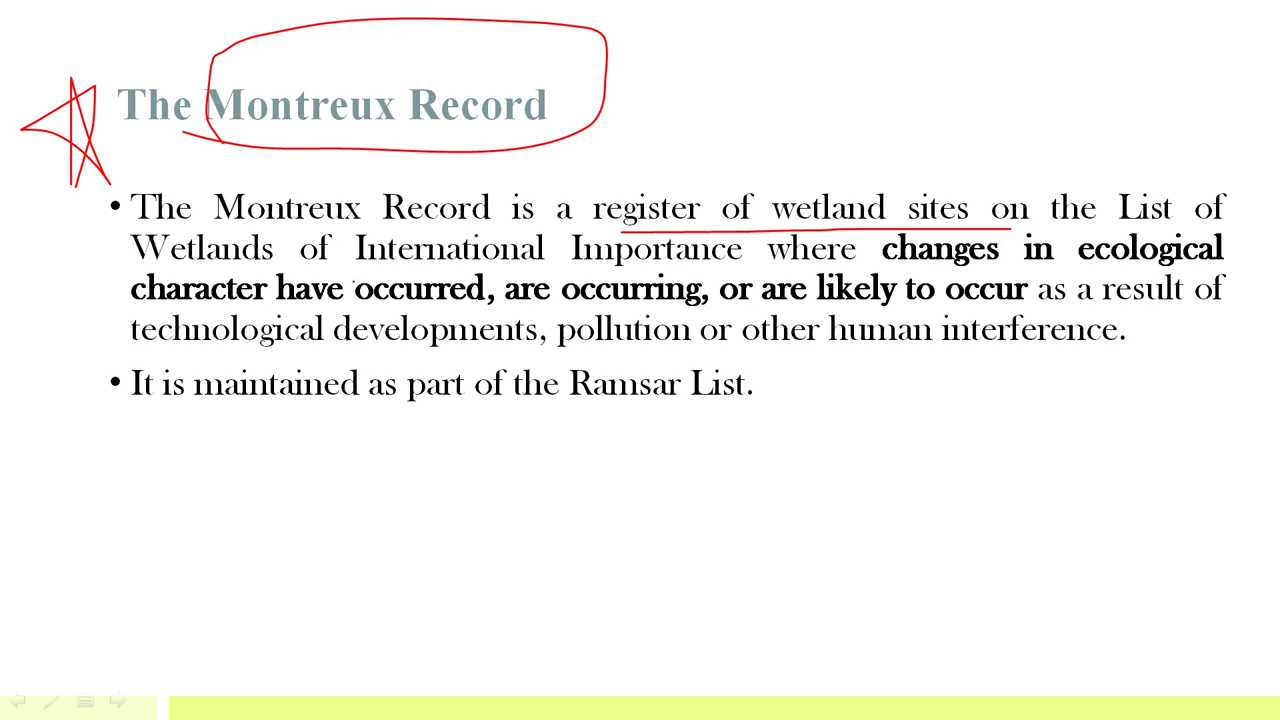 The Montreux Record
• The Montreux Record is a register of wetland sites on the List of
Wetlands of International Importance where changes in ecological
character have occurred, are occurring, or are likely to occur as a result of
technological developments, pollution or other human interference.
• It is maintained as part of the Ramsar List.